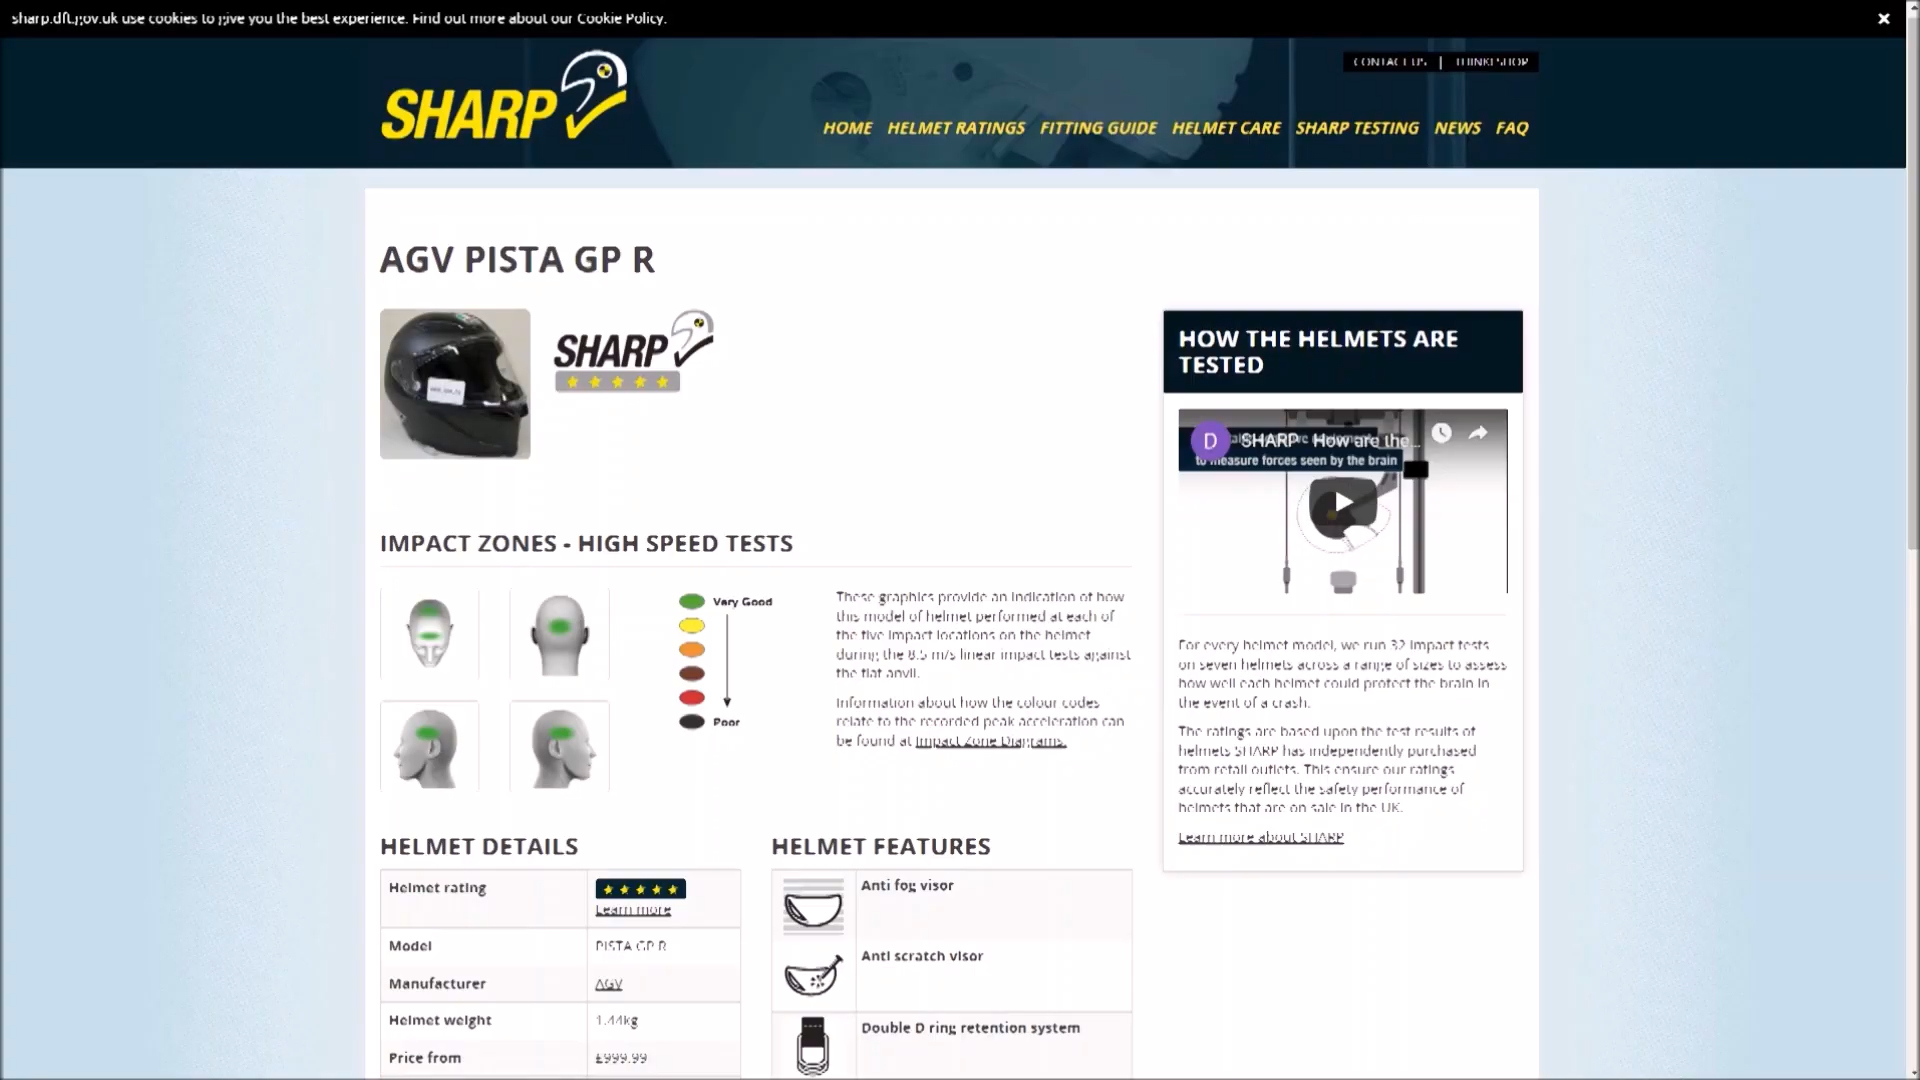 sharp.dft.gov.uk use cookies to give you the best experience. Find out more about our Cookie Policy.
CONTACT US | THINK! SHOP
SHARP
HOME HELMET RATINGS FITTING GUIDE HELMET CARE SHARP TESTING NEWS FAQ
AGV PISTA GP R
SHARP
HOW THE HELMETS ARE
TESTED
D SHARP - How are the...
to measure forces seen by the brain
IMPACT ZONES - HIGH SPEED TESTS
Very Good
Poor
These graphics provide an indication of how
this model of helmet performed at each of
the five impact locations on the helmet
during the 8.5 m/s linear impact tests against
the flat anvil.
Information about how the colour codes
relate to the recorded peak acceleration can
be found at Impact Zone Diagrams.
For every helmet model, we run 32 impact tests
on seven helmets across a range of sizes to assess
how well each helmet could protect the brain in
the event of a crash.
The ratings are based upon the test results of
helmets SHARP has independently purchased
from retail outlets. This ensure our ratings
accurately reflect the safety performance of
helmets that are on sale in the UK.
Learn more about SHARP
HELMET DETAILS
Helmet rating
Learn more
Model PISTA GP R
Manufacturer AGV
Helmet weight 1.44kg
Price from £999.99
HELMET FEATURES
Anti fog visor
Anti scratch visor
Double D ring retention system